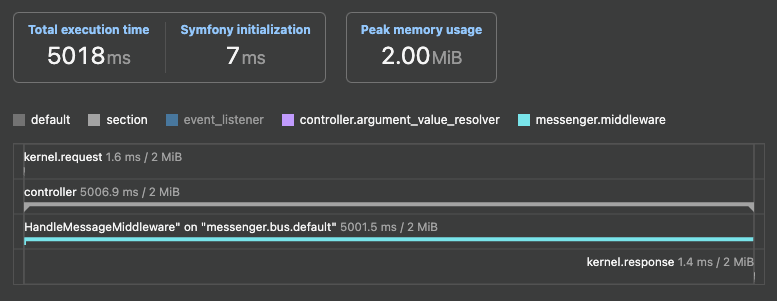 Total execution time
5018 ms
Symfony initialization
7 ms
Peak memory usage
2.00 MiB
default
section
event_listener
controller.argument_value_resolver
messenger.middleware
kernel.request 1.6 ms / 2 MiB
controller 5006.9 ms / 2 MiB
HandleMessageMiddleware" on "messenger.bus.default" 5001.5 ms / 2 MiB
kernel.response 1.4 ms / 2 MiB